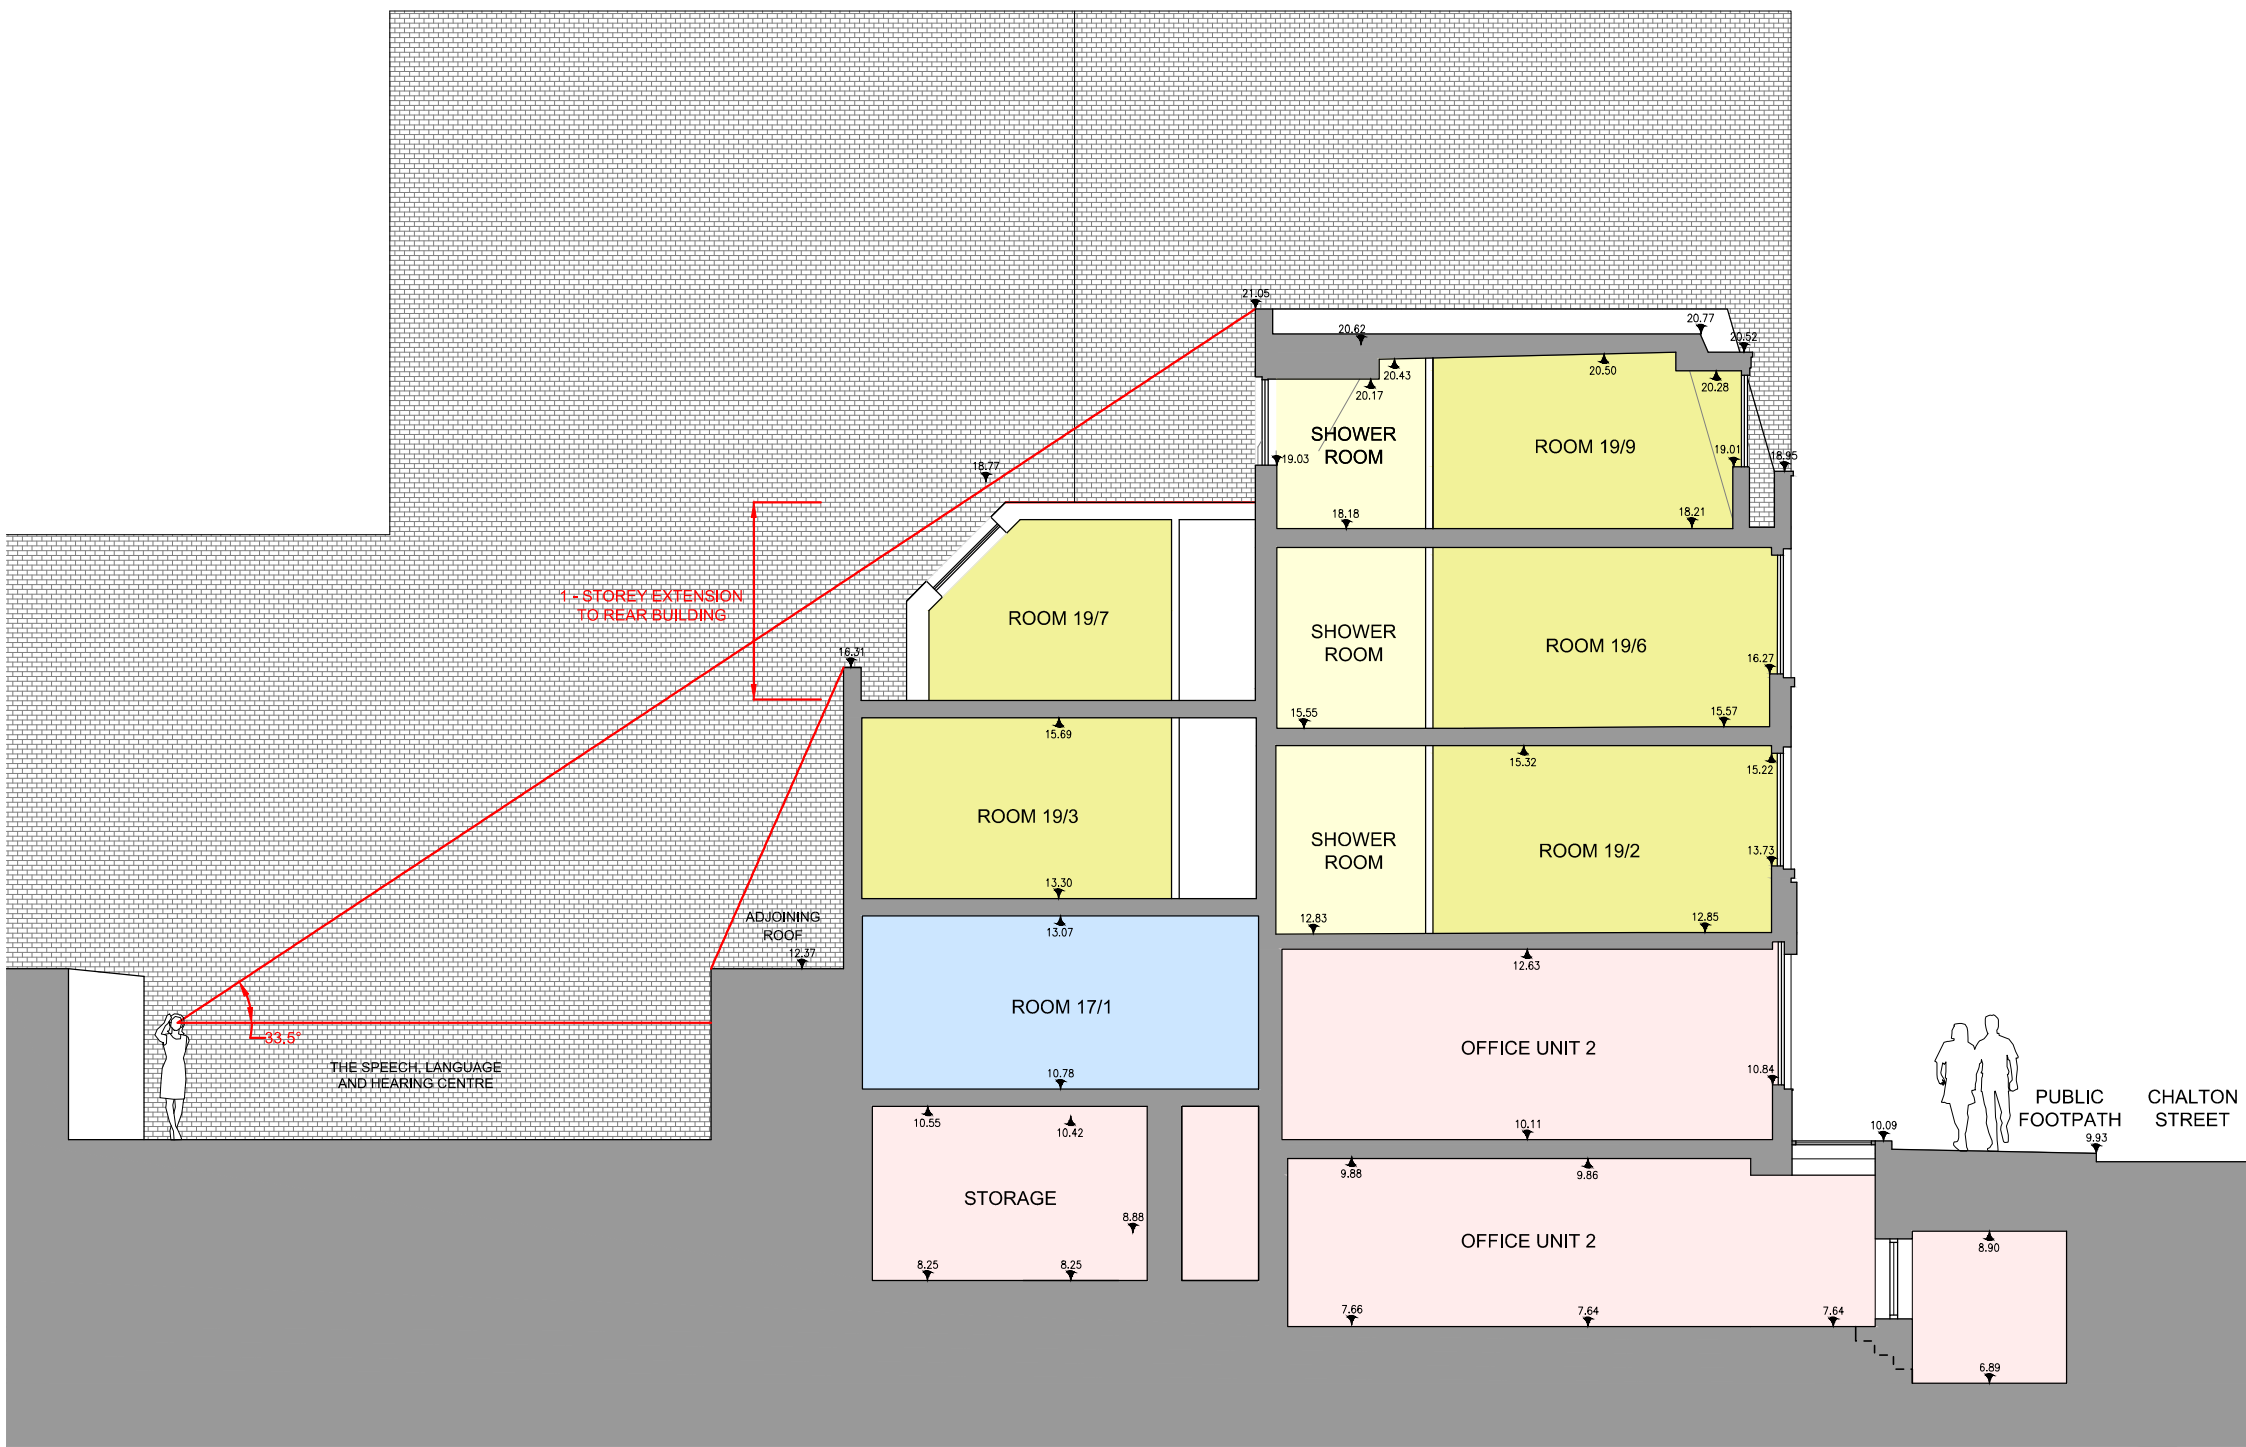 21.05
20.62
20.77
20.52
20.43
20.50
20.17
20.28
SHOWER
ROOM
ROOM 19/9
19.03
19.01
18.95
18.77
18.18
18.21
1 - STOREY EXTENSION
TO REAR BUILDING
ROOM 19/7
SHOWER
ROOM
ROOM 19/6
16.31
16.27
15.55
15.57
15.69
15.32
15.22
ROOM 19/3
SHOWER
ROOM
ROOM 19/2
13.73
13.30
12.83
12.85
ADJOINING
ROOF
12.37
13.07
12.63
ROOM 17/1
OFFICE UNIT 2
33.5°
THE SPEECH, LANGUAGE
AND HEARING CENTRE
10.78
10.84
10.11
PUBLIC
FOOTPATH
CHALTON
STREET
10.09
9.93
10.55
10.42
9.88
9.86
STORAGE
8.88
OFFICE UNIT 2
8.90
8.25
8.25
7.66
7.64
7.64
6.89